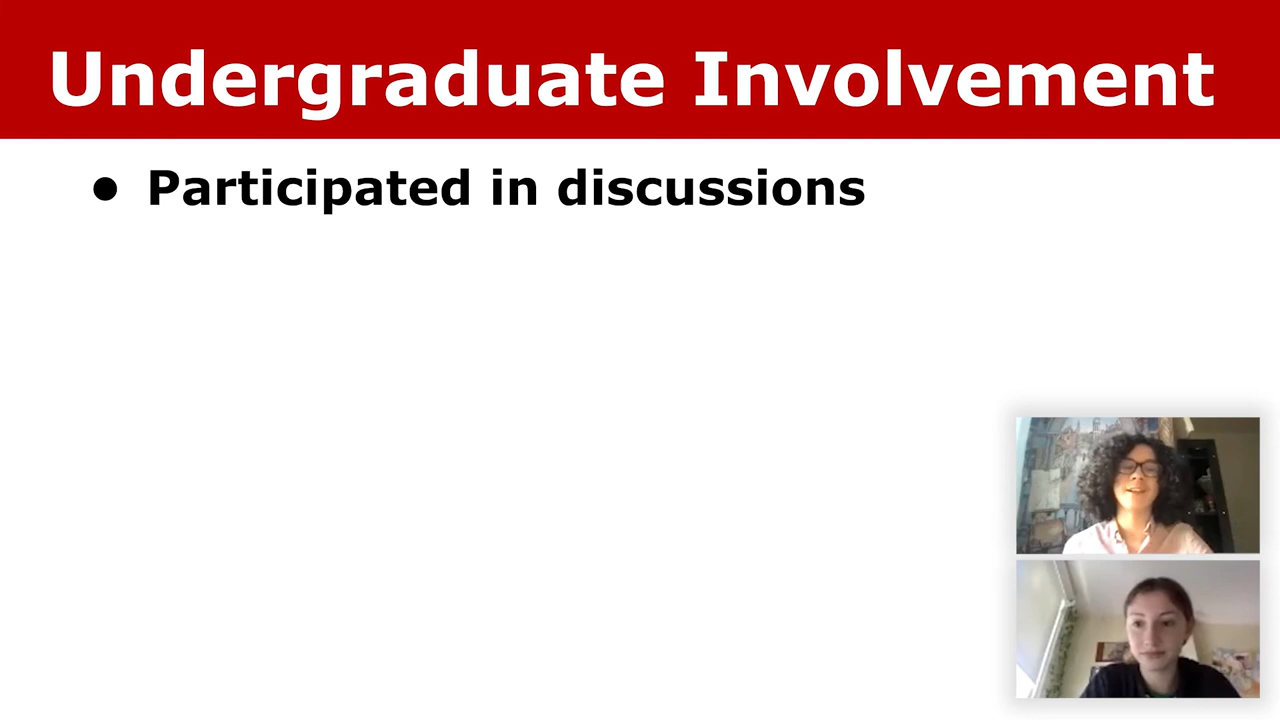 Undergraduate Involvement
● Participated in discussions